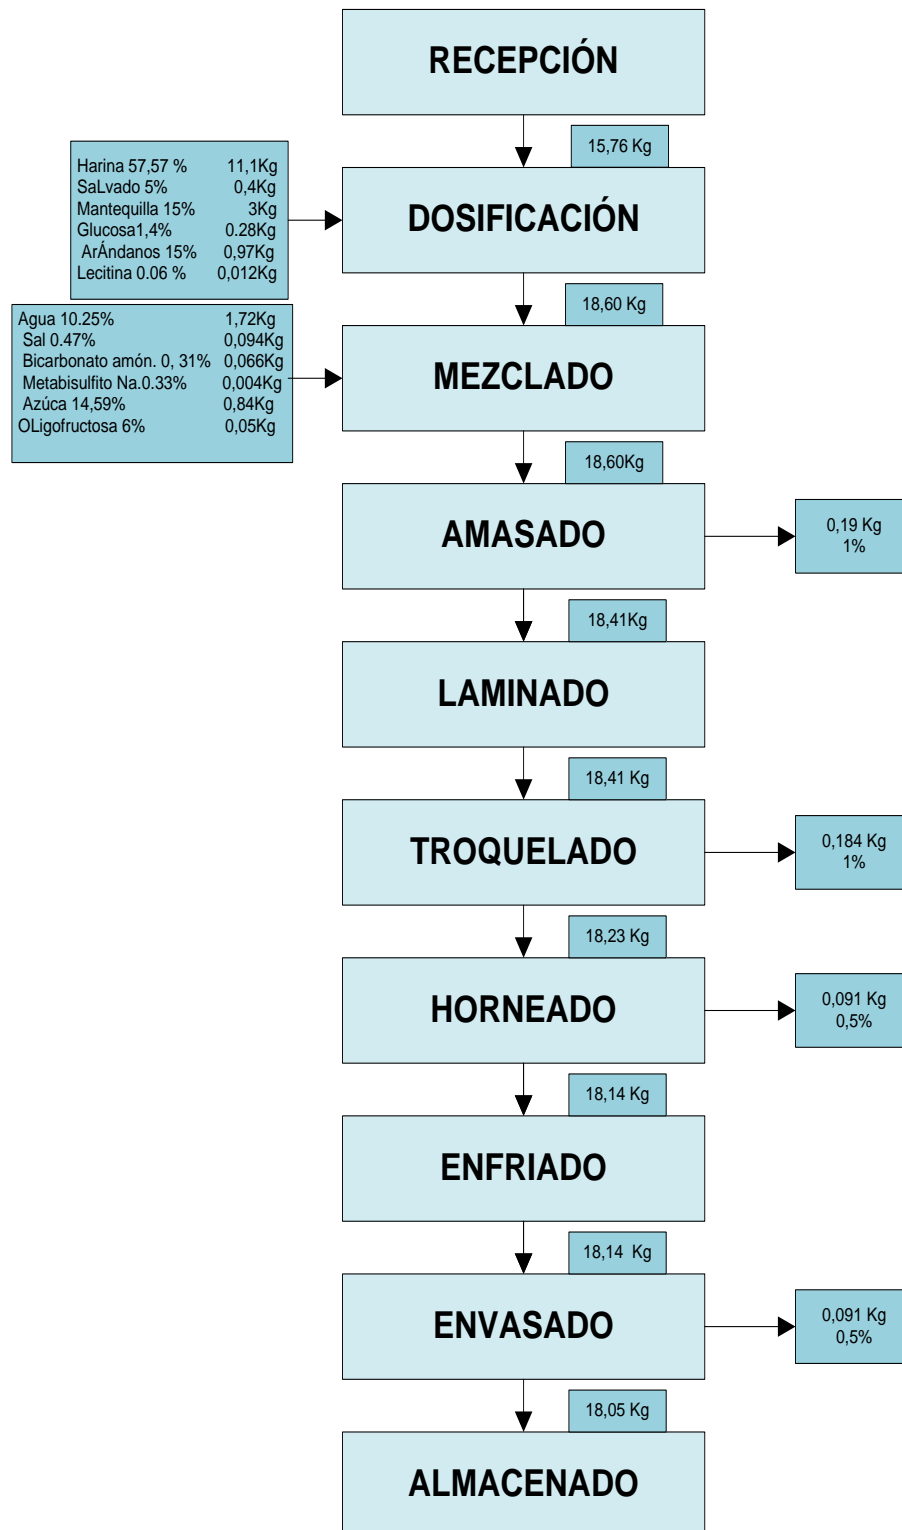 RECEPCIÓN
15,76 Kg
Harina 57,57 % 11,1Kg
SaLvado 5% 0,4Kg
Mantequilla 15% 3Kg
Glucosa1,4% 0.28Kg
ArÁndanos 15% 0,97Kg
Lecitina 0.06 % 0,012Kg
DOSIFICACIÓN
18,60 Kg
Agua 10.25% 1,72Kg
Sal 0.47% 0,094Kg
Bicarbonato amón. 0, 31% 0,066Kg
Metabisulfito Na.0.33% 0,004Kg
Azúca 14,59% 0,84Kg
OLigofructosa 6% 0,05Kg
MEZCLADO
18,60Kg
AMASADO
0,19 Kg
1%
18,41Kg
LAMINADO
18,41 Kg
TROQUELADO
0,184 Kg
1%
18,23 Kg
HORNEADO
0,091 Kg
0,5%
18,14 Kg
ENFRIADO
18,14 Kg
ENVASADO
0,091 Kg
0,5%
18,05 Kg
ALMACENADO